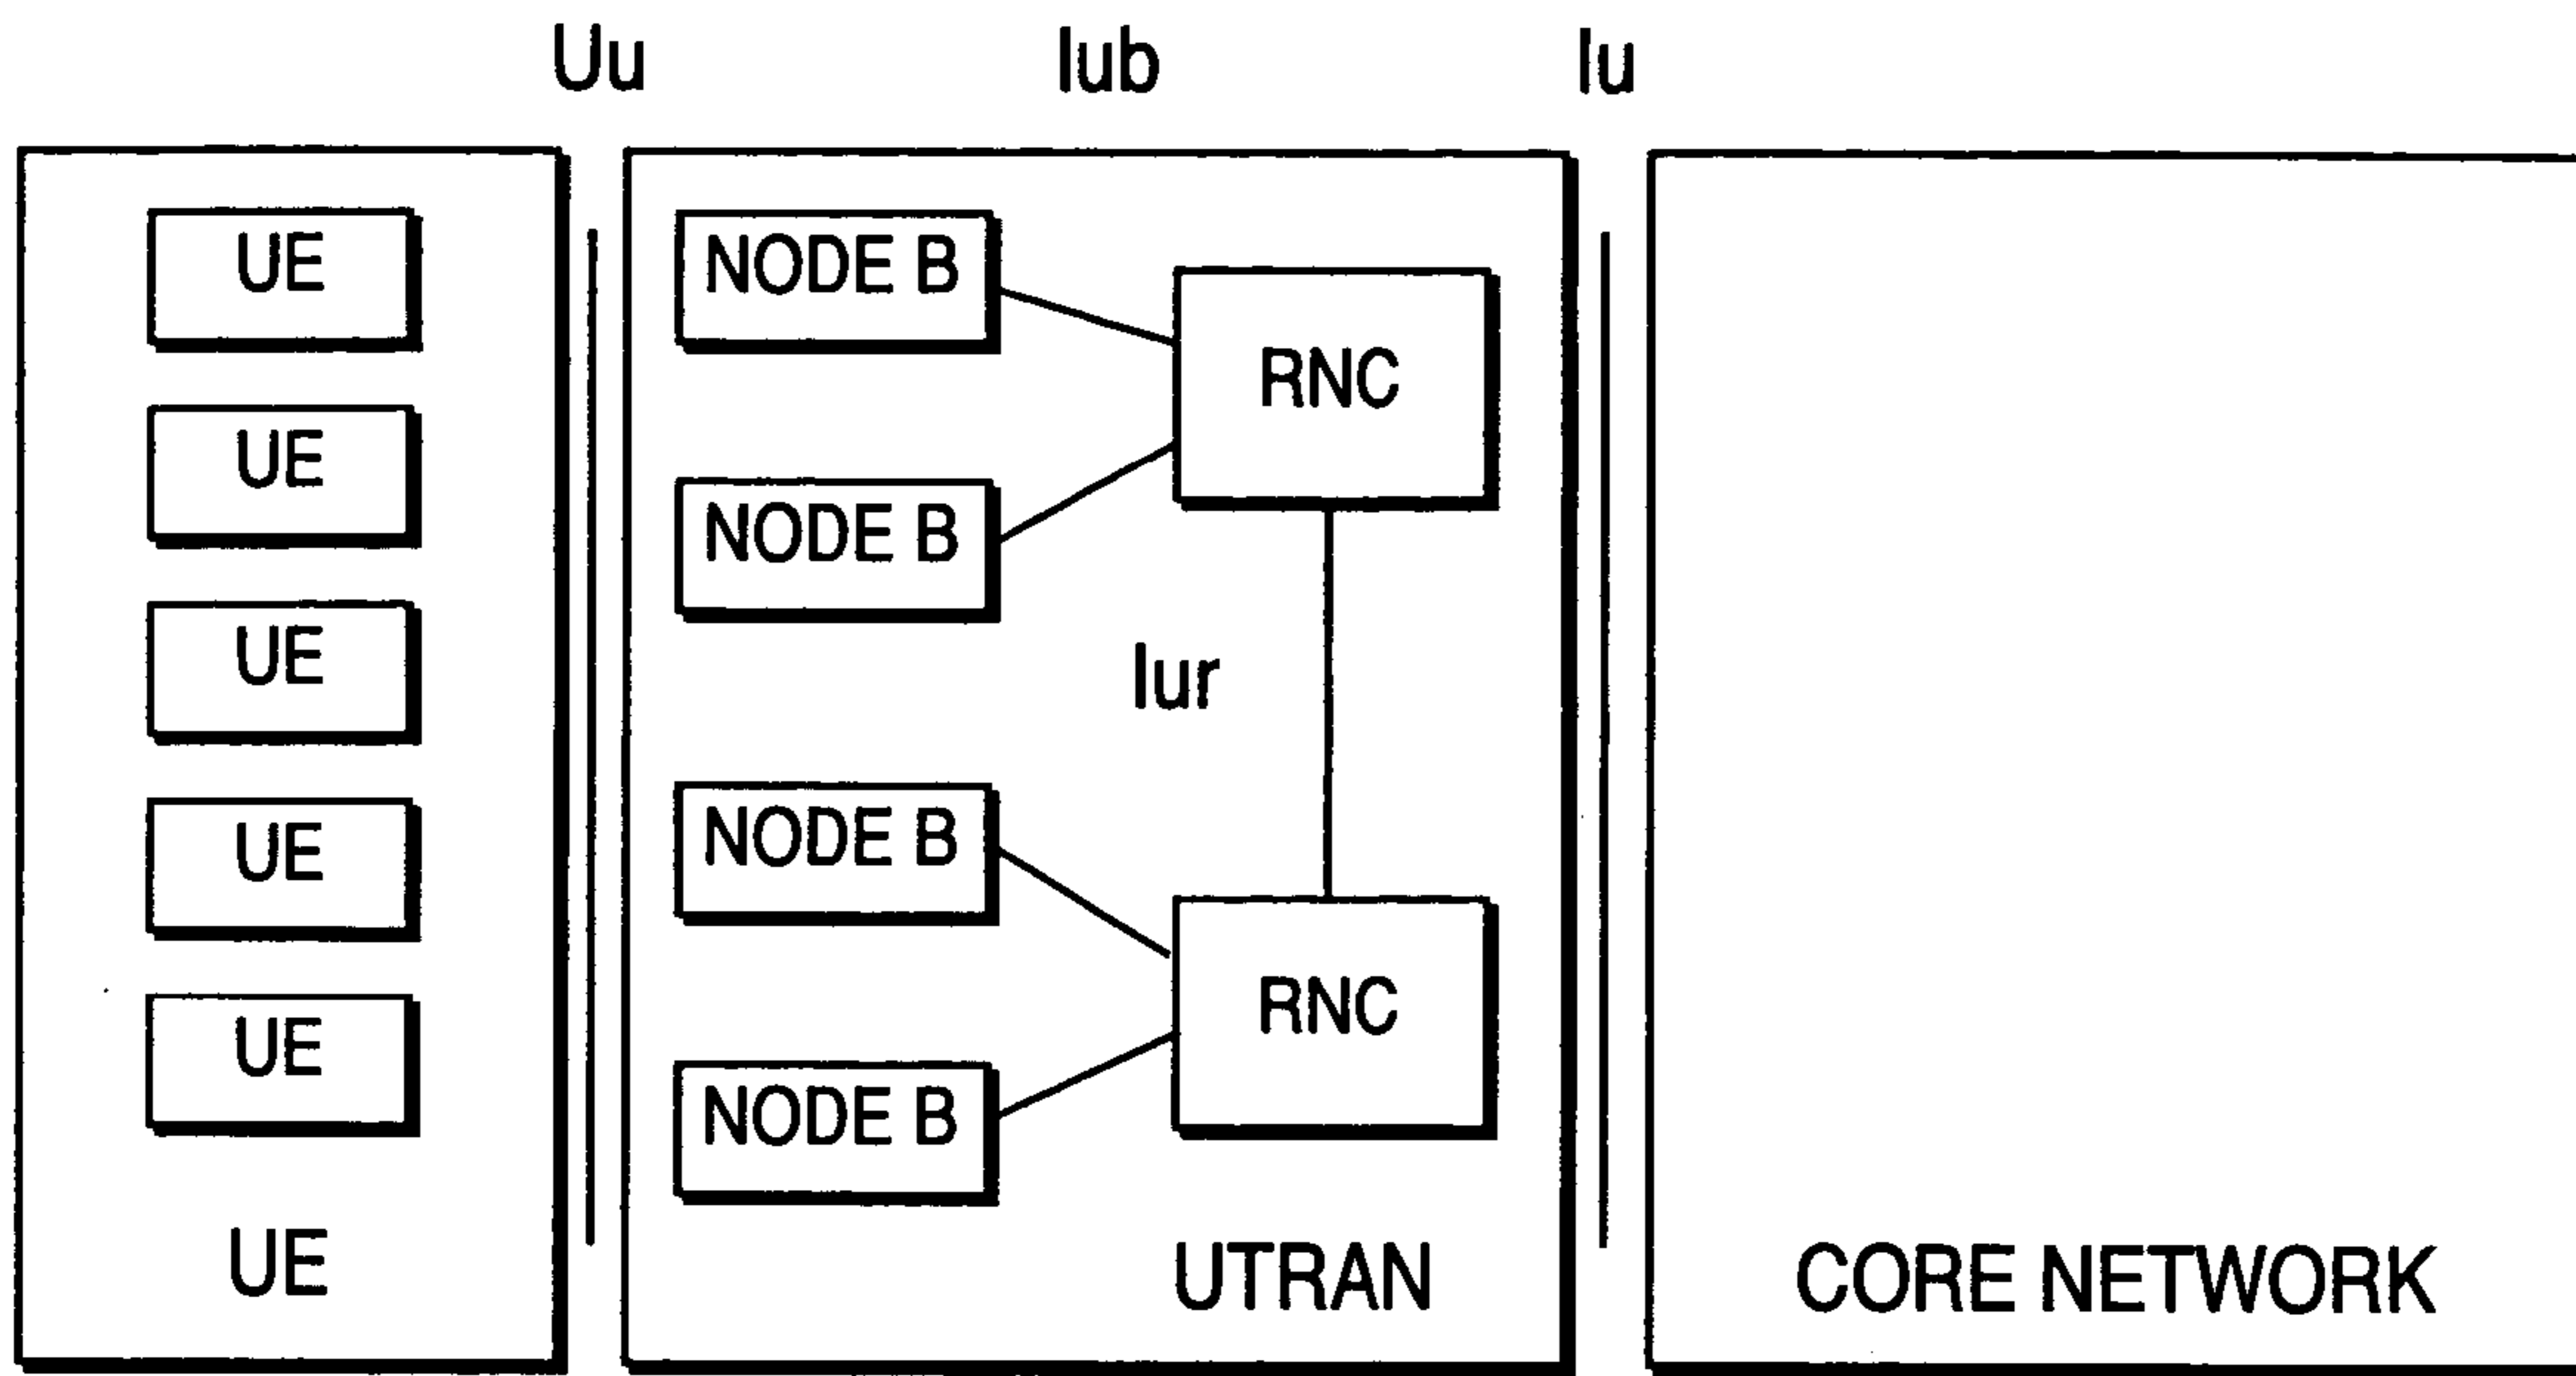 Uu
Iub
Iu
UE
UE
UE
UE
UE
UE
NODE B
NODE B
NODE B
NODE B
RNC
Iur
RNC
UTRAN
CORE NETWORK